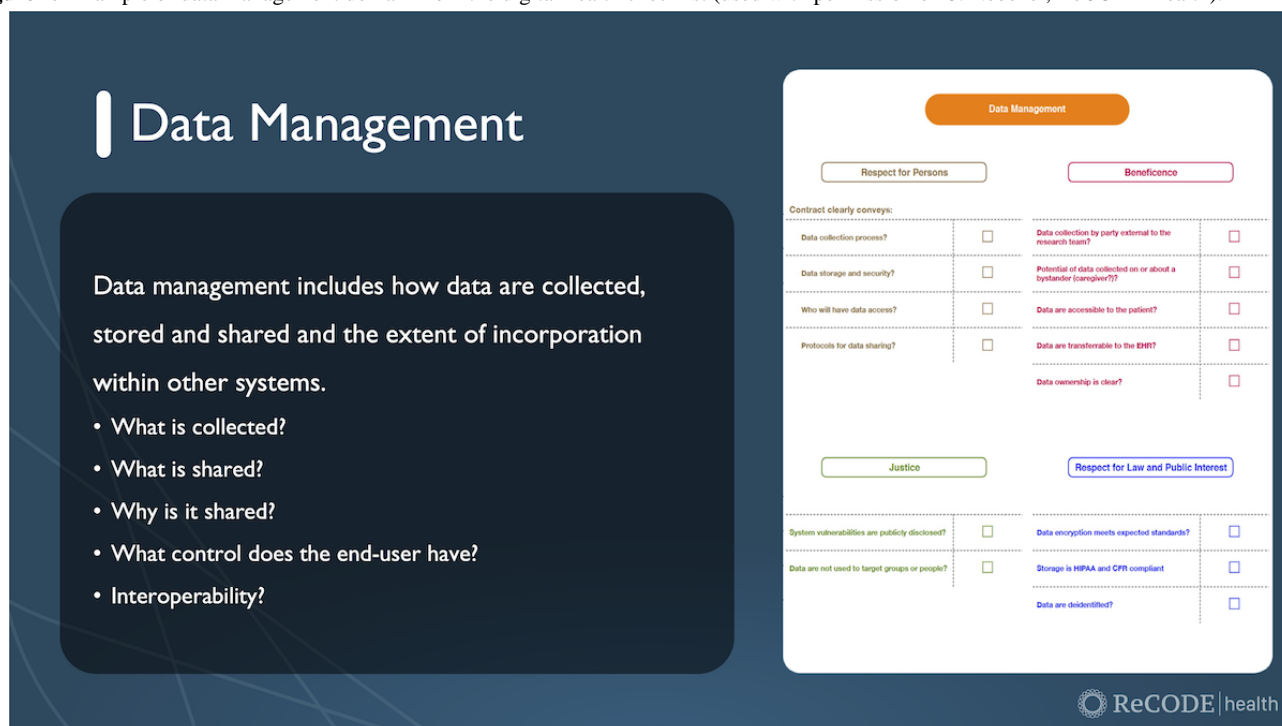 Data Management
Data management includes how data are collected,
stored and shared and the extent of incorporation
within other systems.
• What is collected?
• What is shared?
• Why is it shared?
• What control does the end-user have?
• Interoperability?
Data Management
Respect for Persons
Contract clearly conveys:
Data collection process?
Data storage and security?
Who will have data access?
Protocols for data sharing?
Beneficence
Data collection by party external to the
research team?
Potential of data collected on or about a
bystander (caregiver?)?
Data are accessible to the patient?
Data are transferrable to the EHR?
Data ownership is clear?
Justice
System vulnerabilities are publicly disclosed?
Data are not used to target groups or people?
Respect for Law and Public Interest
Data encryption meets expected standards?
Storage is HIPAA and CFR compliant
Data are deidentified?
ReCODE health